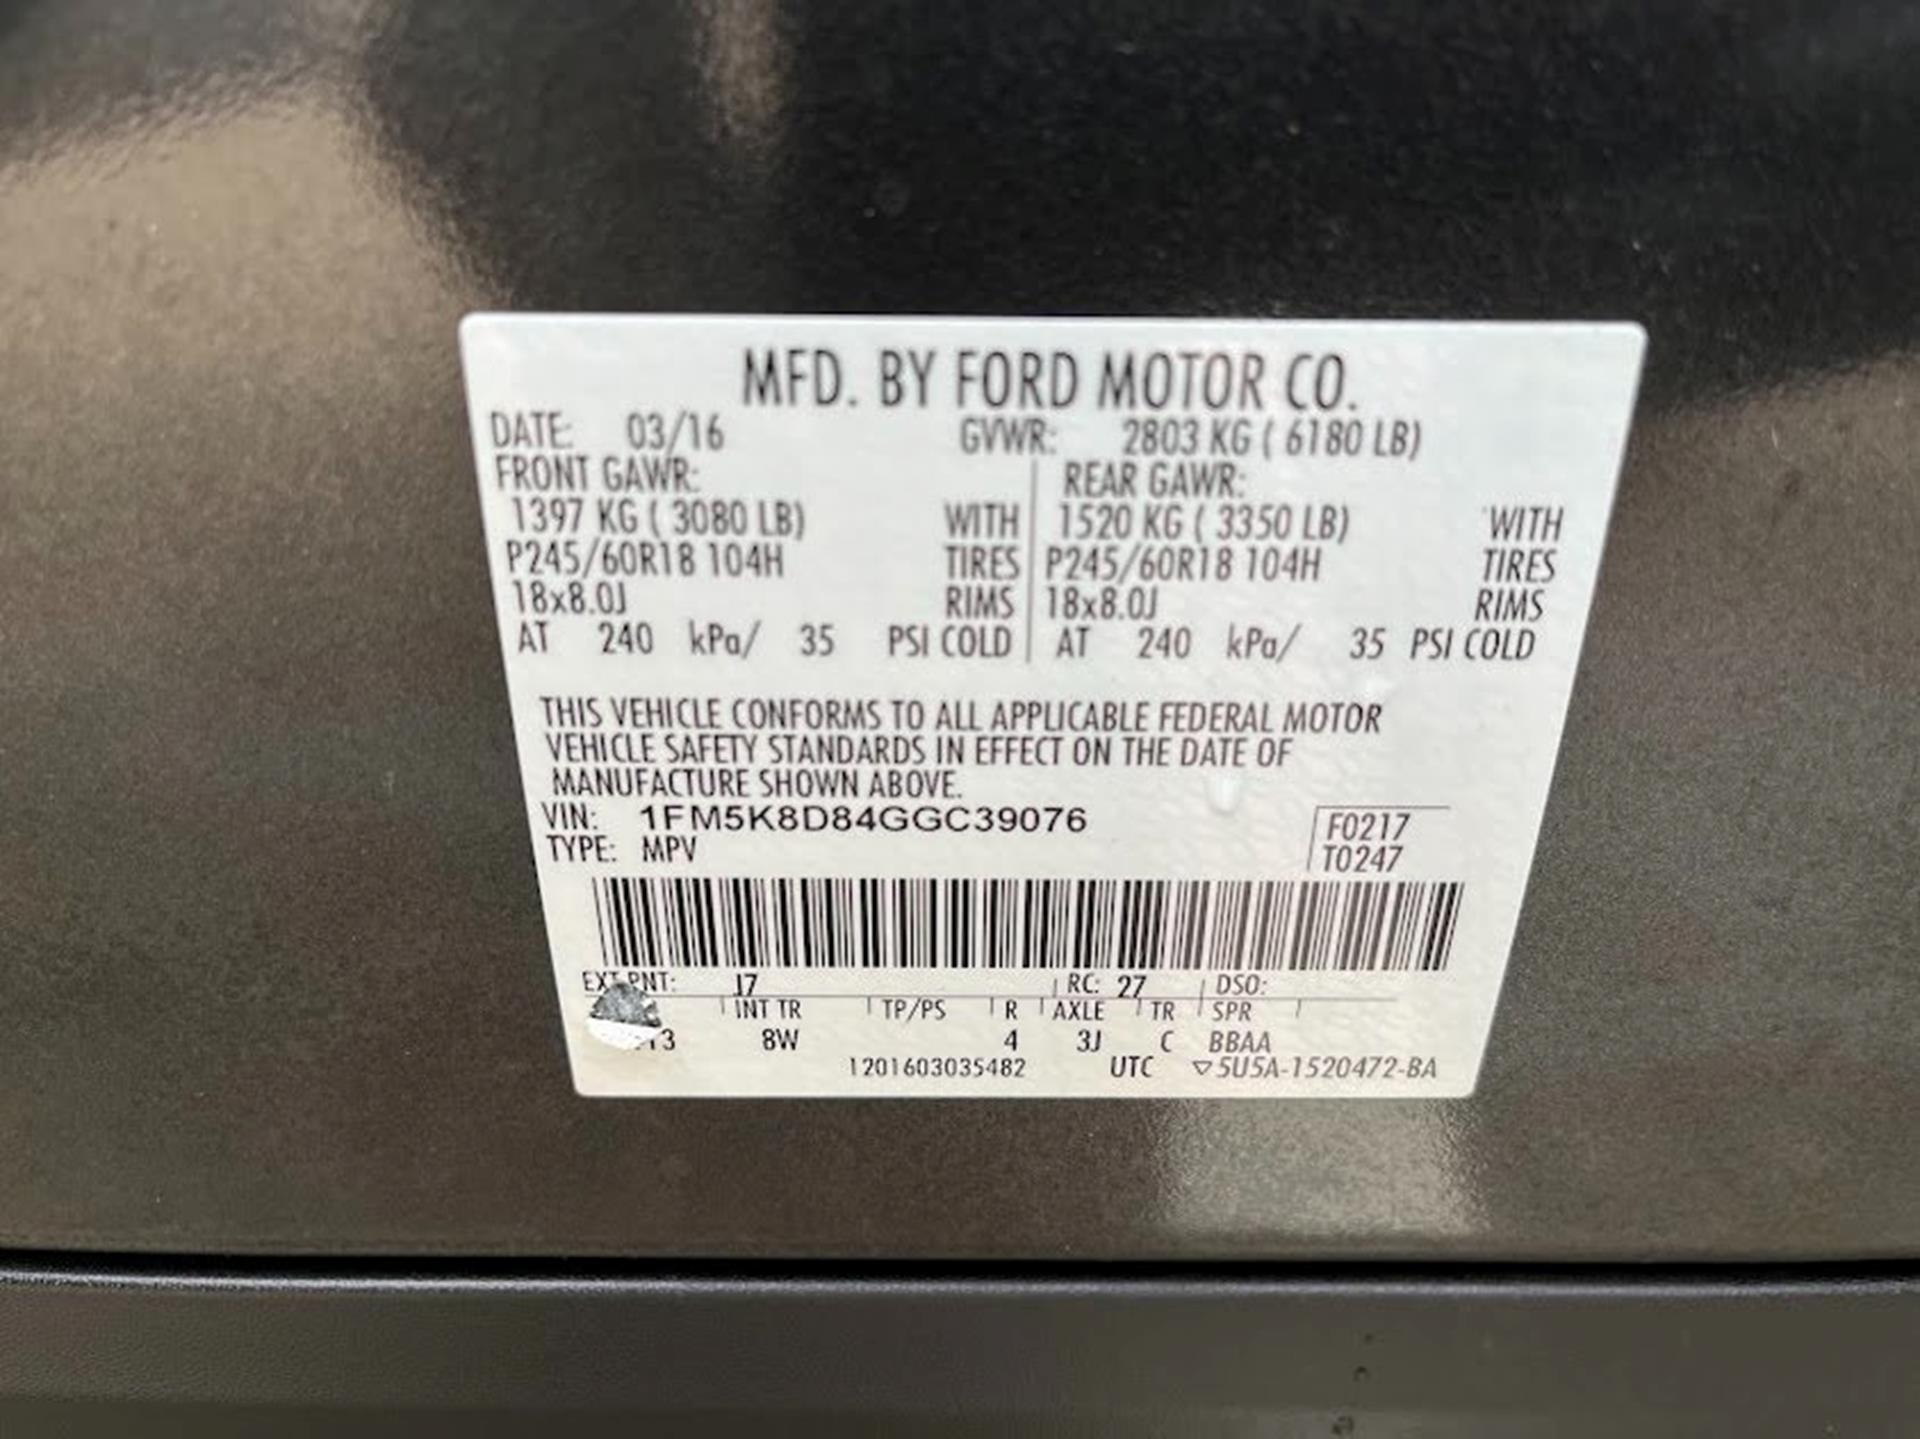 MFD. BY FORD MOTOR CO.
DATE: 03/16 GVWR: 2803 KG ( 6180 LB)
FRONT GAWR: REAR GAWR:
1397 KG ( 3080 LB) WITH 1520 KG ( 3350 LB) WITH
P245/60R18 104H TIRES P245/60R18 104H TIRES
18x8.0J RIMS 18x8.0J RIMS
AT 240 kPa/ 35 PSI COLD AT 240 kPa/ 35 PSI COLD
THIS VEHICLE CONFORMS TO ALL APPLICABLE FEDERAL MOTOR
VEHICLE SAFETY STANDARDS IN EFFECT ON THE DATE OF
MANUFACTURE SHOWN ABOVE.
VIN: 1FM5K8D84GGC39076 F0217
TYPE: MPV T0247
EXT PNT: J7 RC: 27 DSO:
INT TR TP/PS R AXLE TR SPR
13 8W 4 3J C BBAA
1201603035482 UTC ▽5U5A-1520472-BA